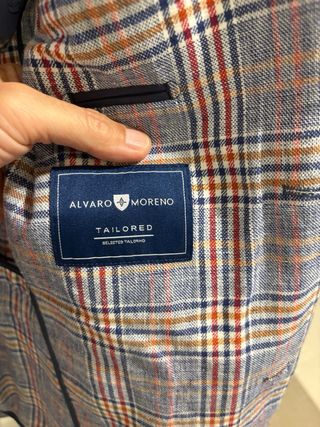 ALVARO MORENO
TAILORED
SELECTED TAILORING